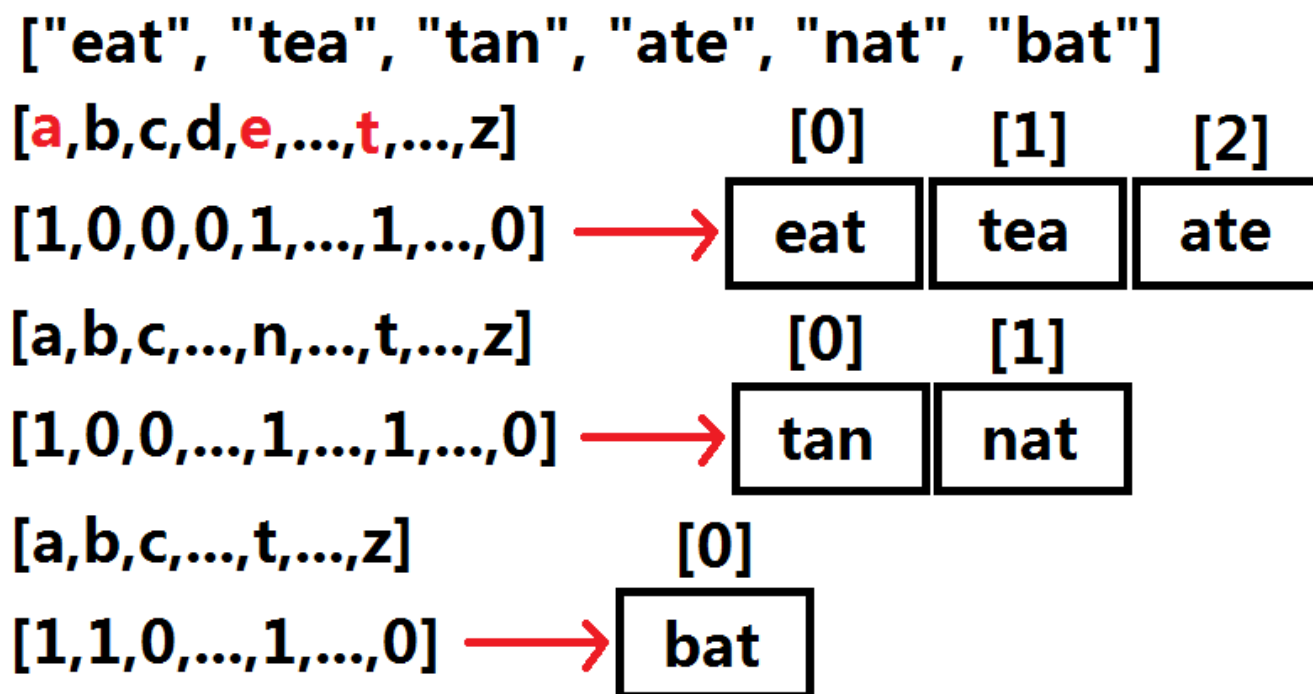 ["eat", "tea", "tan", "ate", "nat", "bat"]
[a,b,c,d,e,...,t,...,z] [0] [1] [2]
[1,0,0,0,1,...,1,...,0] eat tea ate
[a,b,c,...,n,...,t,...,z] [0] [1]
[1,0,0,...,1,...,1,...,0] tan nat
[a,b,c,...,t,...,z] [0]
[1,1,0,...,1,...,0] bat